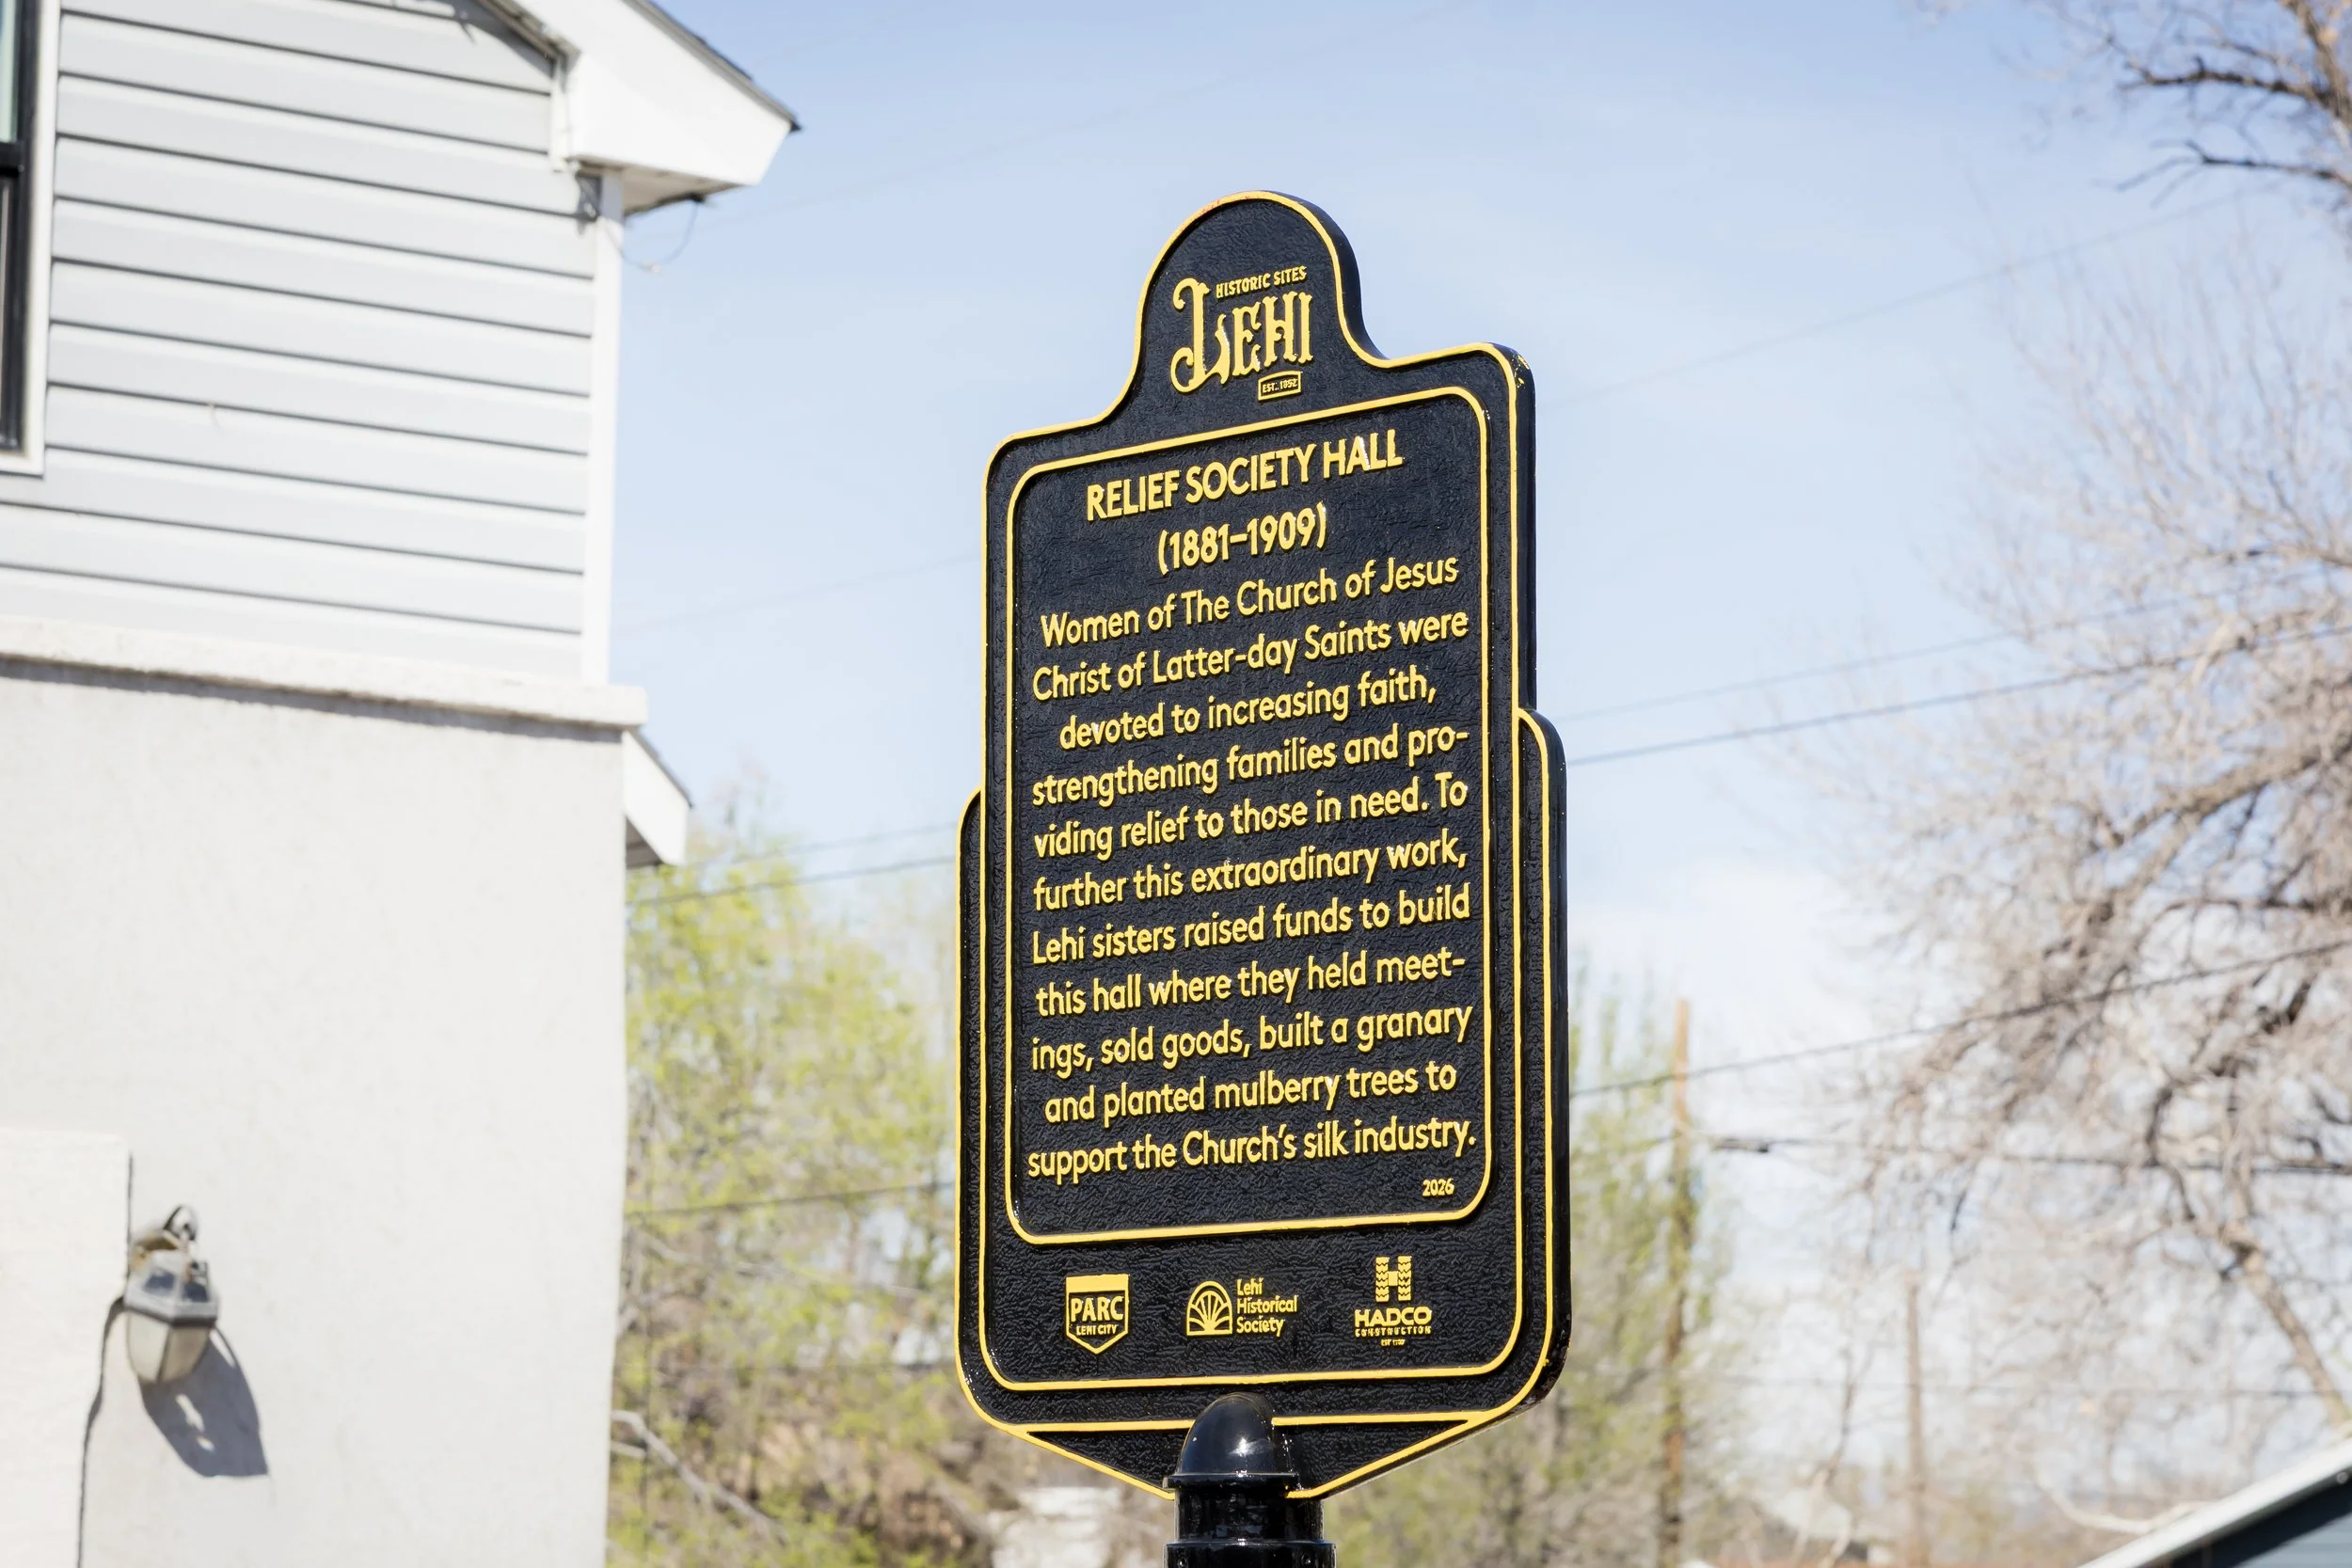 HISTORIC SITES
LEHI
EST. 1852
RELIEF SOCIETY HALL
(1881–1909)
Women of The Church of Jesus
Christ of Latter-day Saints were
devoted to increasing faith,
strengthening families and pro-
viding relief to those in need. To
further this extraordinary work,
Lehi sisters raised funds to build
this hall where they held meet-
ings, sold goods, built a granary
and planted mulberry trees to
support the Church's silk industry.
2026
PARC
LEHI CITY
Lehi
Historical
Society
HADCO
CONSTRUCTION